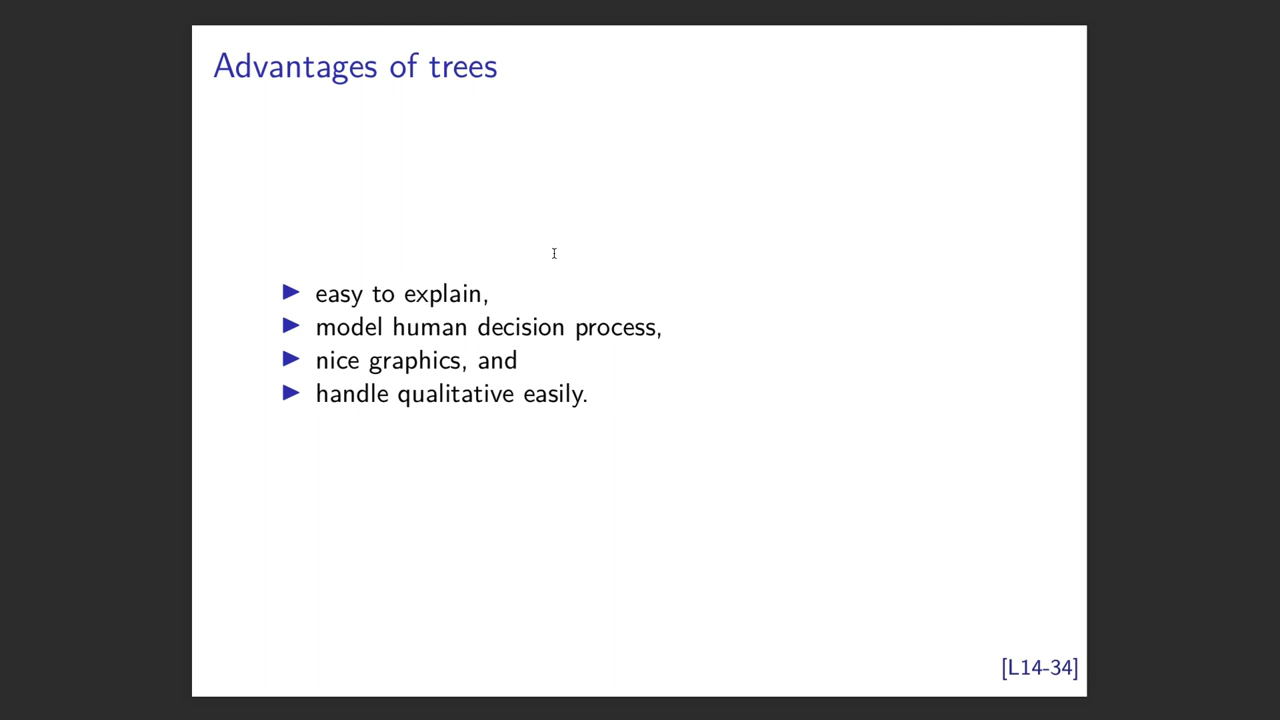 Advantages of trees
easy to explain,
model human decision process,
nice graphics, and
handle qualitative easily.
[L14-34]